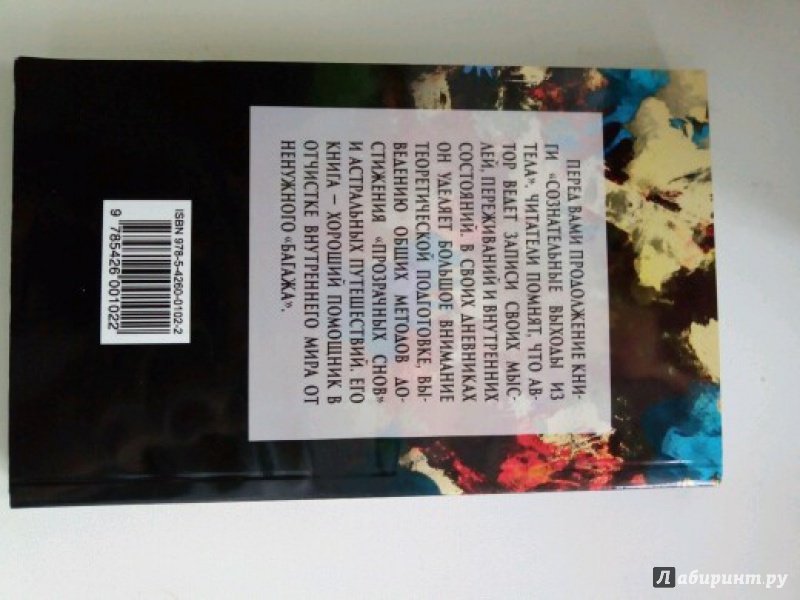 ПЕРЕД ВАМИ ПРОДОЛЖЕНИЕ КНИ-
ГИ «СОЗНАТЕЛЬНЫЕ ВЫХОДЫ ИЗ
ТЕЛА». ЧИТАТЕЛИ ПОМНЯТ, ЧТО АВ-
ТОР ВЕДЕТ ЗАПИСИ СВОИХ МЫС-
ЛЕЙ, ПЕРЕЖИВАНИЙ И ВНУТРЕННИХ
СОСТОЯНИЙ. В СВОИХ ДНЕВНИКАХ
ОН УДЕЛЯЕТ БОЛЬШОЕ ВНИМАНИЕ
ТЕОРЕТИЧЕСКОЙ ПОДГОТОВКЕ, ВЫ-
ВЕДЕНИЮ ОБЩИХ МЕТОДОВ ДО-
СТИЖЕНИЯ «ПРОЗРАЧНЫХ СНОВ»
И АСТРАЛЬНЫХ ПУТЕШЕСТВИЙ. ЕГО
КНИГА – ХОРОШИЙ ПОМОЩНИК В
ОТЧИСТКЕ ВНУТРЕННЕГО МИРА ОТ
НЕНУЖНОГО «БАГАЖА».
ISBN 978-5-4260-0102-2
9 785426 001022
Лабиринт.ру